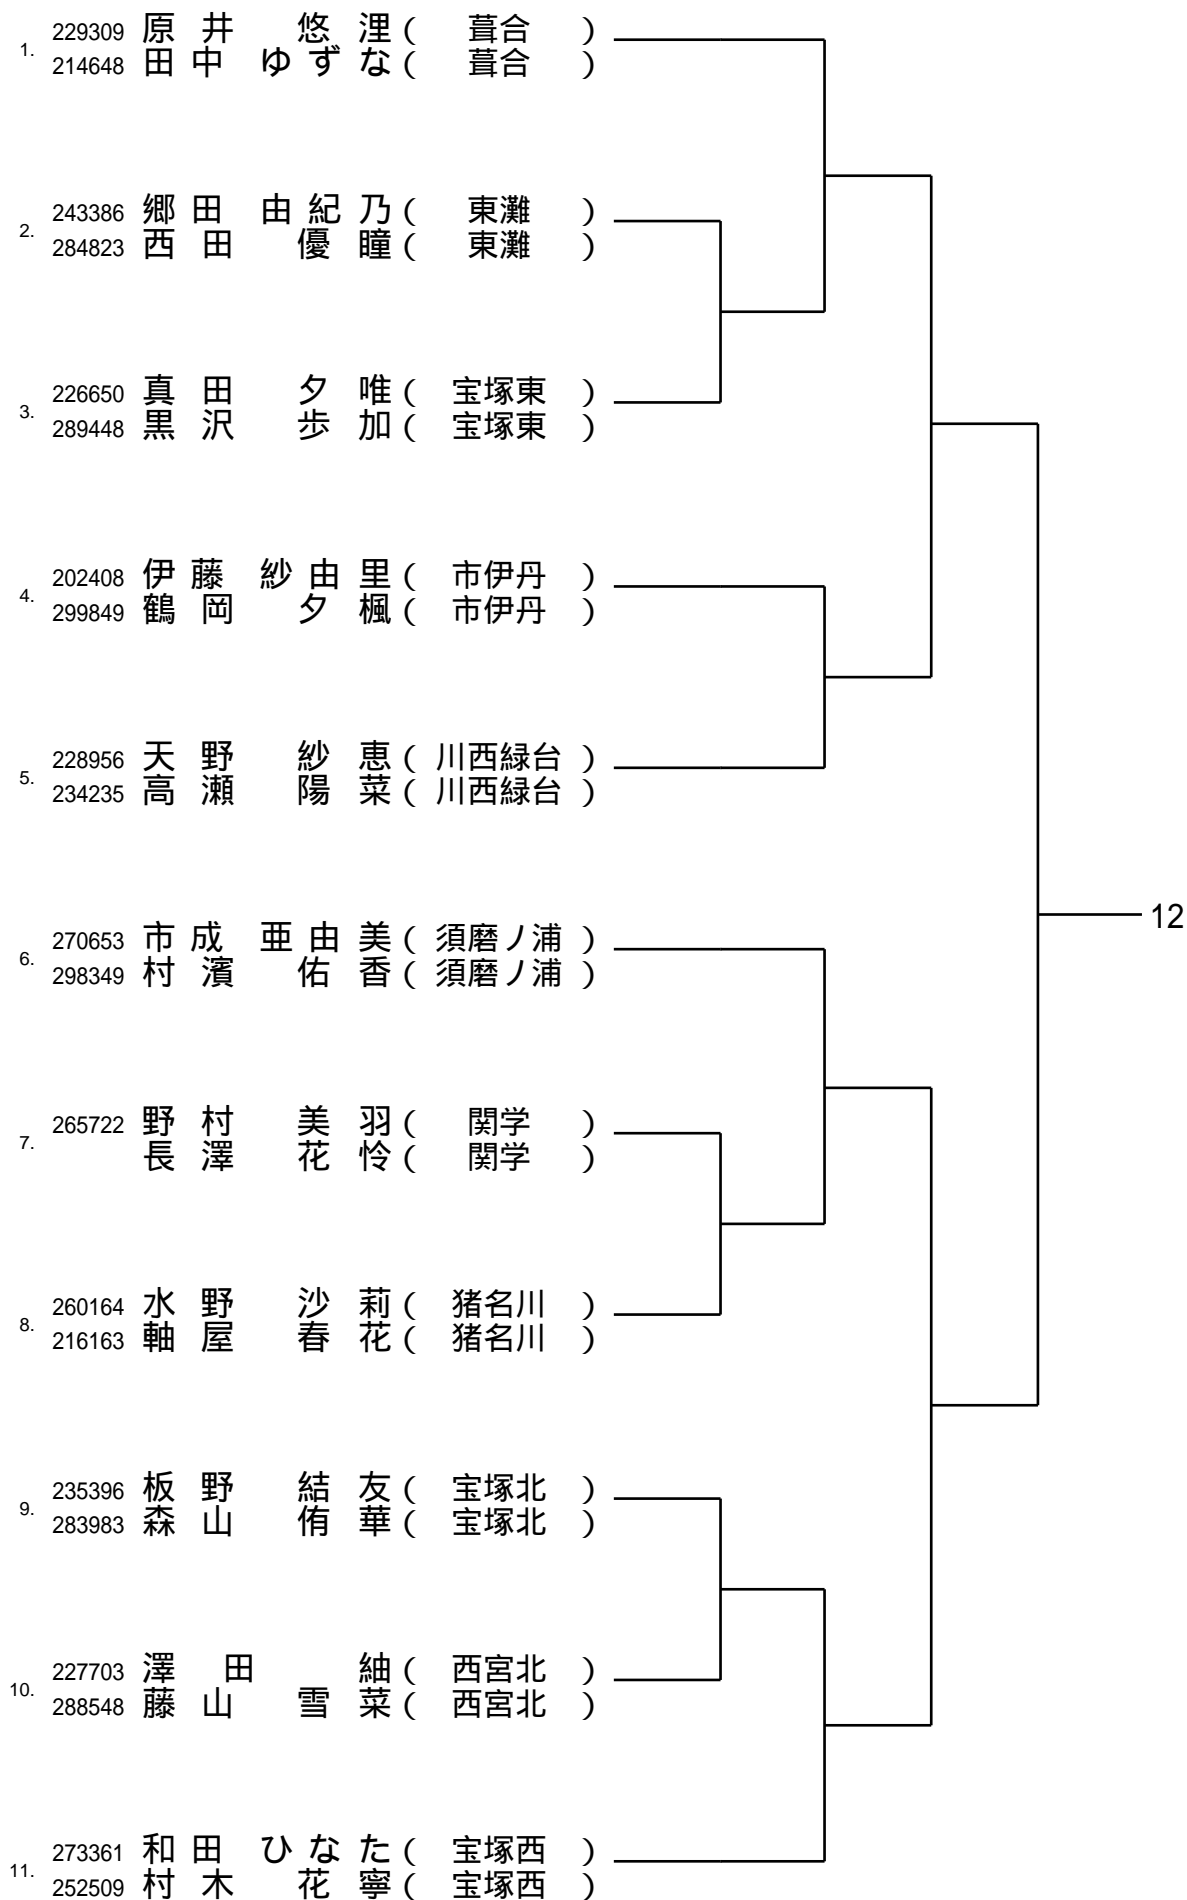 1. 229309 原井 悠浬 ( 葺合 )
214648 田中 ゆずな ( 葺合 )
2. 243386 郷田 由紀乃 ( 東灘 )
284823 西田 優瞳 ( 東灘 )
3. 226650 真田 夕唯 ( 宝塚東 )
289448 黒沢 歩加 ( 宝塚東 )
4. 202408 伊藤 紗由里 ( 市伊丹 )
299849 鶴岡 夕楓 ( 市伊丹 )
5. 228956 天野 紗恵 ( 川西緑台 )
234235 高瀬 陽菜 ( 川西緑台 )
6. 270653 市成 亜由美 ( 須磨ノ浦 )
298349 村濱 佑香 ( 須磨ノ浦 )
12
7. 265722 野村 美羽 ( 関学 )
長澤 花怜 ( 関学 )
8. 260164 水野 沙莉 ( 猪名川 )
216163 軸屋 春花 ( 猪名川 )
9. 235396 板野 結友 ( 宝塚北 )
283983 森山 侑華 ( 宝塚北 )
10. 227703 澤田 紬 ( 西宮北 )
288548 藤山 雪菜 ( 西宮北 )
11. 273361 和田 ひなた ( 宝塚西 )
252509 村木 花寧 ( 宝塚西 )